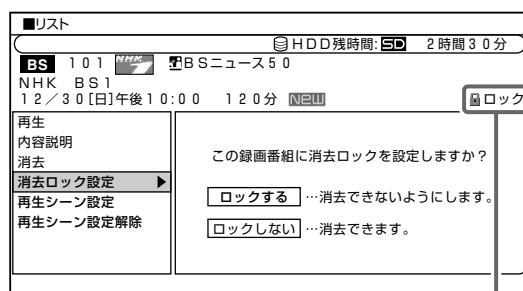 ■リスト
HDD残時間: SD 2時間30分
BS 101 NHK BSニュース50
NHK BS1
12/30[日]午後10:00 120分 NEW ロック
再生
内容説明
消去
消去ロック設定 ▶
再生シーン設定
再生シーン設定解除
この録画番組に消去ロックを設定しますか?
ロックする …消去できないようにします。
ロックしない …消去できます。